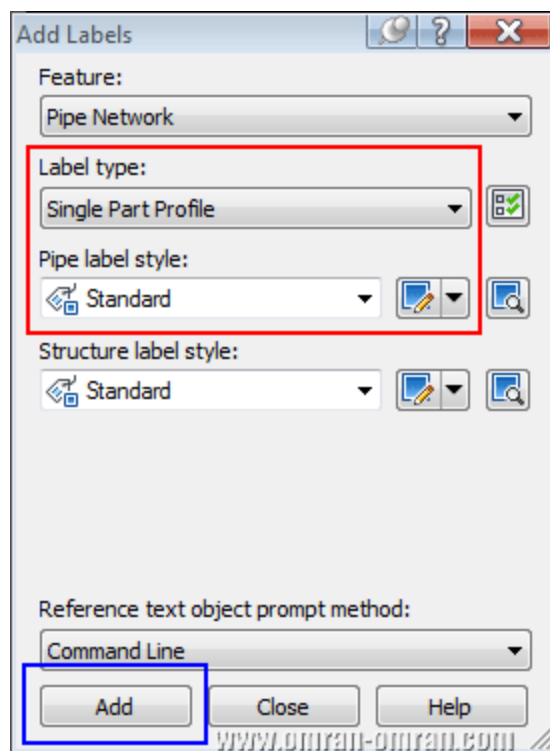 Add Labels
Feature:
Pipe Network
Label type:
Single Part Profile
Pipe label style:
Standard
Structure label style:
Standard
Reference text object prompt method:
Command Line
Add Close Help
www.omran-omran.com